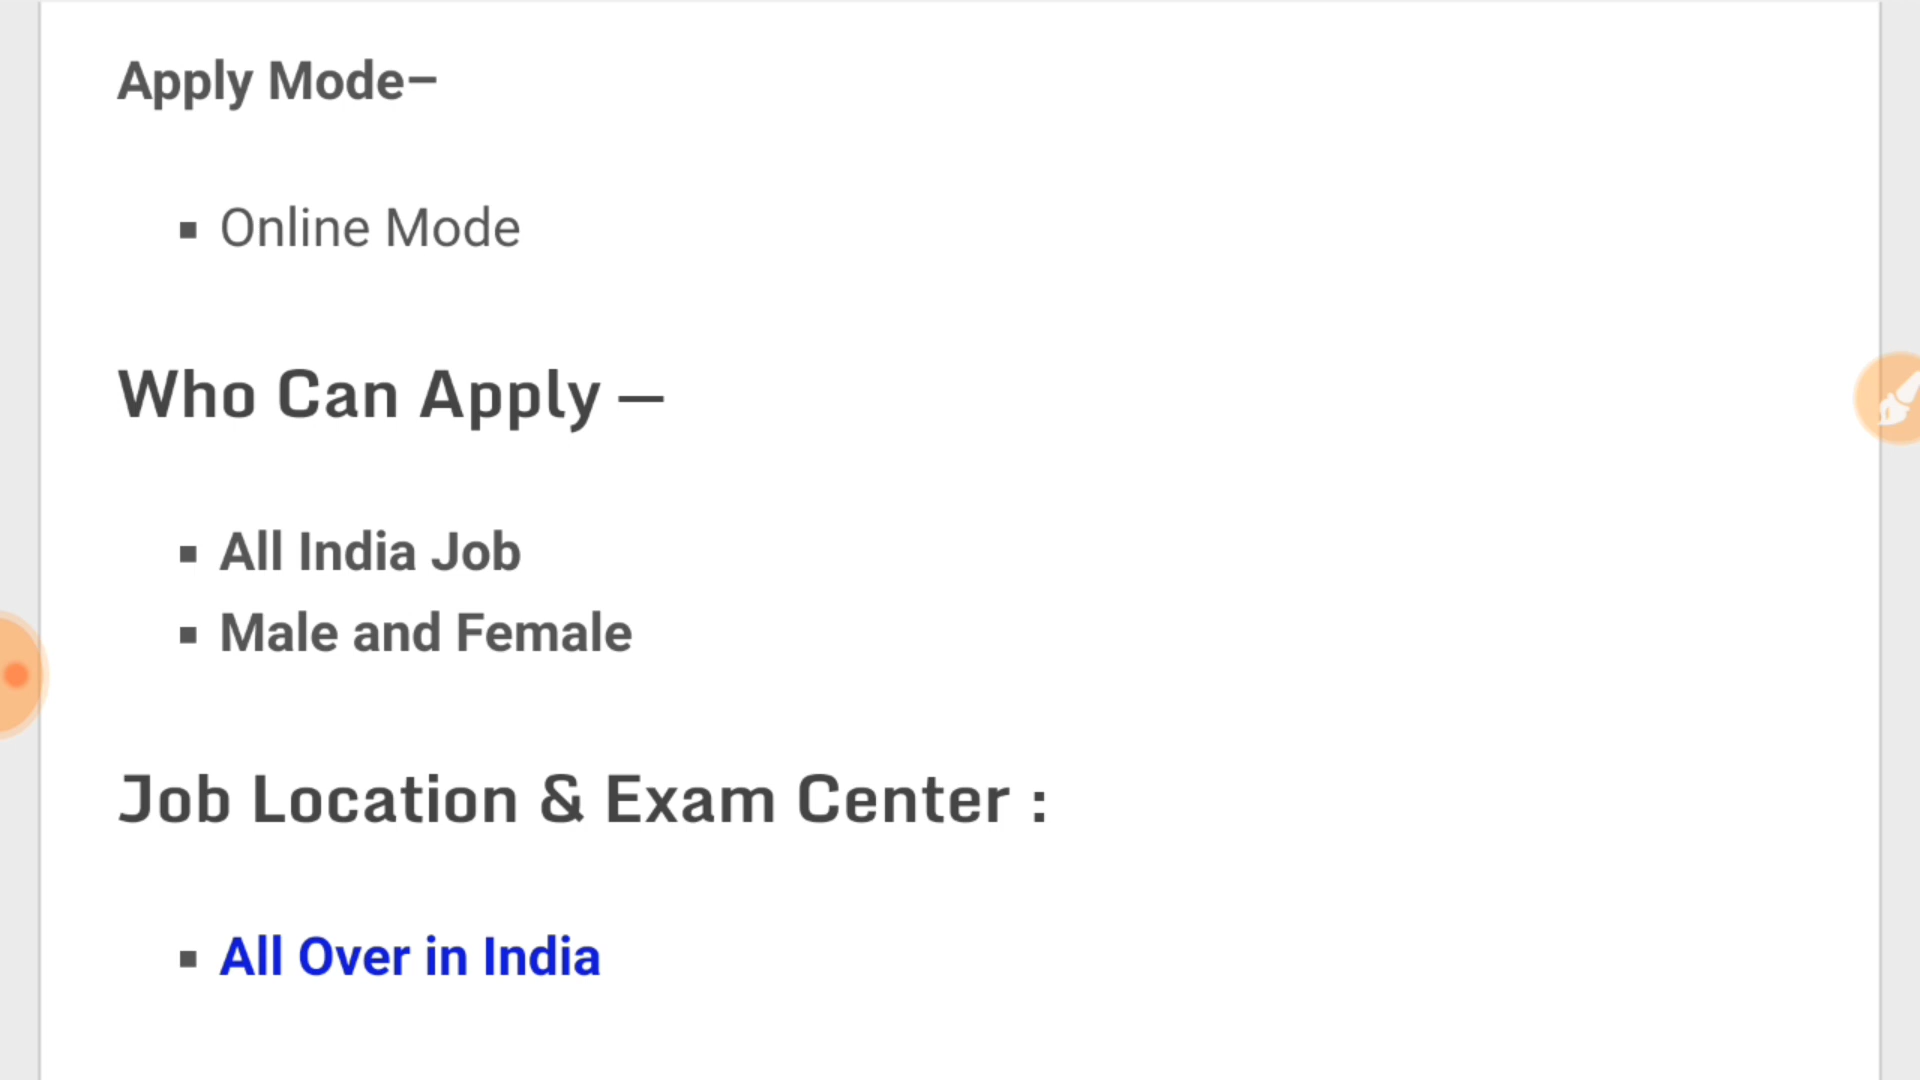 Apply Mode–
▪ Online Mode
Who Can Apply —
▪ All India Job
▪ Male and Female
Job Location & Exam Center :
▪ All Over in India